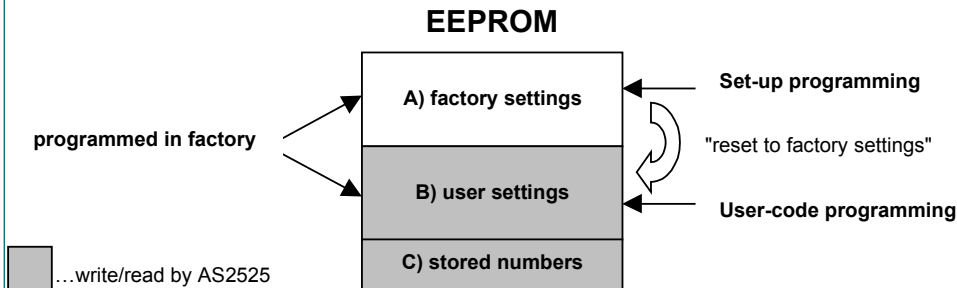 EEPROM
A) factory settings
Set-up programming
programmed in factory
"reset to factory settings"
B) user settings
User-code programming
C) stored numbers
…write/read by AS2525